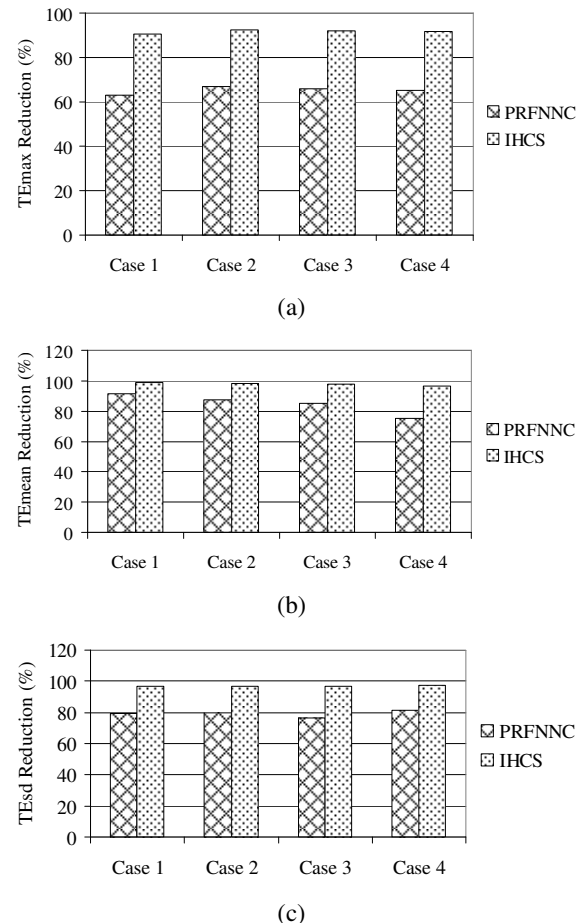 100
80
60
40
20
0
TEmax Reduction (%)
Case 1 Case 2 Case 3 Case 4
PRFNNC
IHCS
(a)
120
100
80
60
40
20
0
TEmean Reduction (%)
Case 1 Case 2 Case 3 Case 4
PRFNNC
IHCS
(b)
120
100
80
60
40
20
0
TEsd Reduction (%)
Case 1 Case 2 Case 3 Case 4
PRFNNC
IHCS
(c)